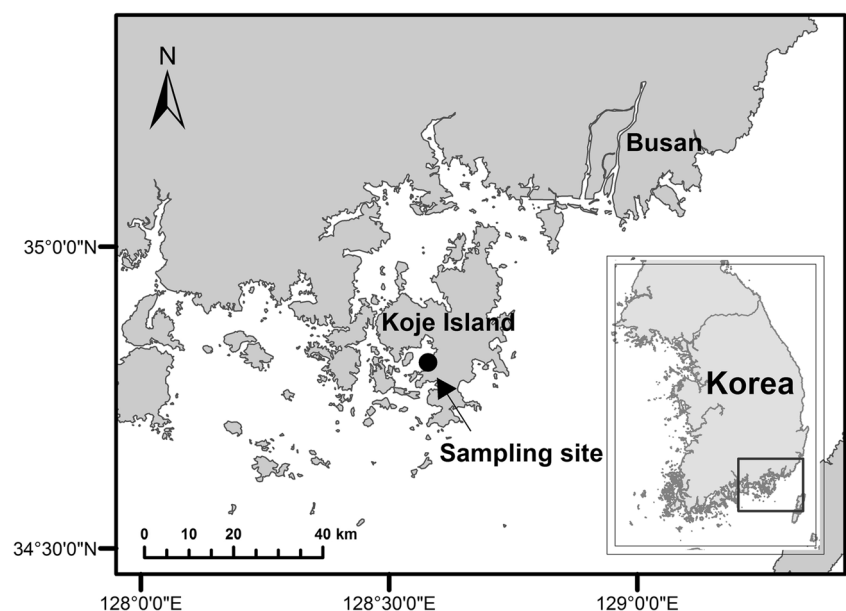 N
Busan
35°0'0"N
Koje Island
Korea
Sampling site
0 10 20 40 km
34°30'0"N
128°0'0"E 128°30'0"E 129°0'0"E